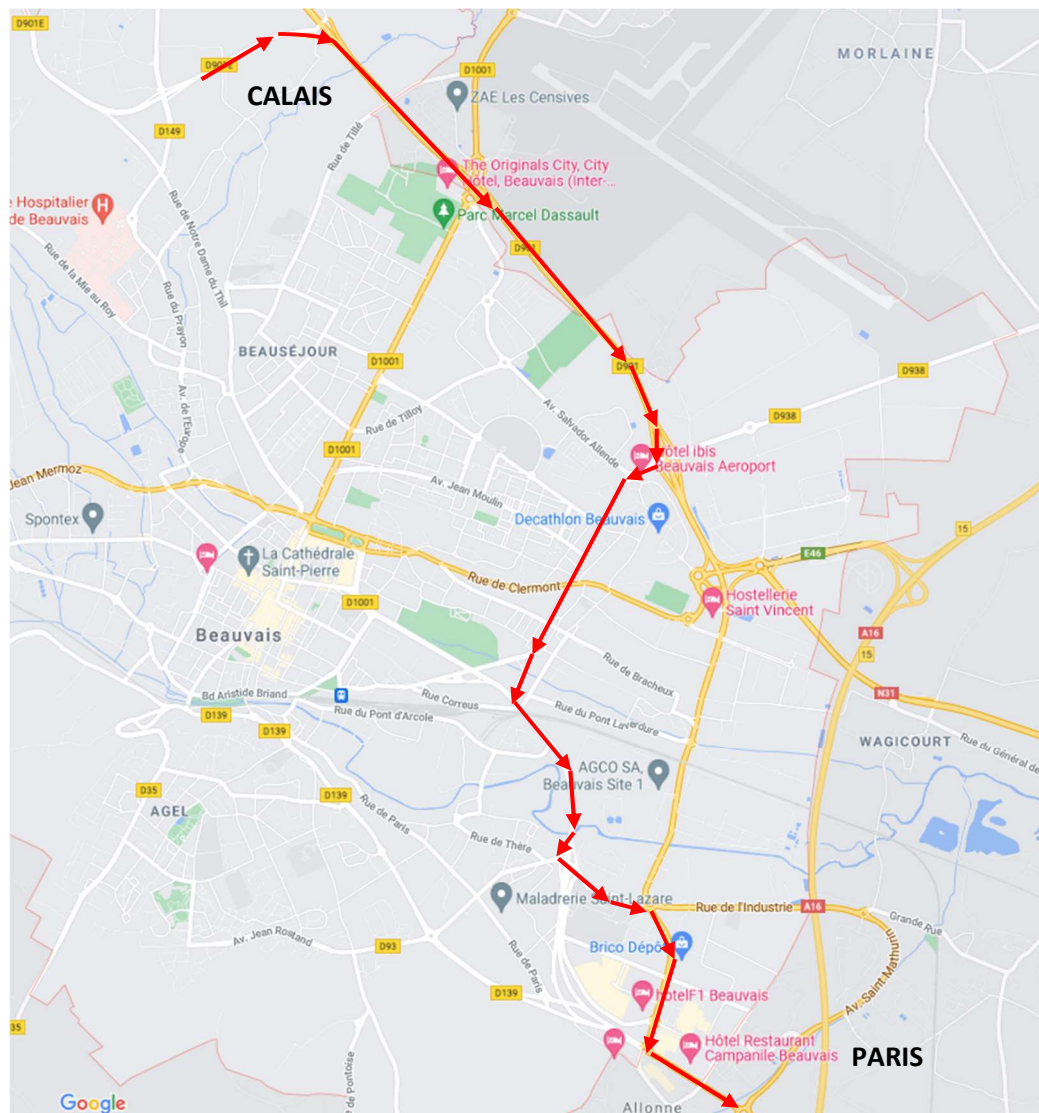 D901E
D901E
MORLAINE
D1001
CALAIS
ZAE Les Censives
D149
Rue de Tillé
The Originals City, City
Hôtel, Beauvais (Inter-...
e Hospitalier
de Beauvais
Parc Marcel Dassault
Rue de Notre Dame du Thil
Rue de la Mie au Roy
D901
Rue du Prayon
BEAUSÉJOUR
D1001
D901
D938
Av. de l'Europe
Av. Salvador Allende
D938
Rue de Tilloy
D1001
Hôtel ibis
Beauvais Aeroport
Jean Mermoz
Av. Jean Moulin
Spontex
Decathlon Beauvais
15
La Cathédrale
Saint-Pierre
E46
Rue de Clermont
Hostellerie
Saint Vincent
D1001
Beauvais
A16
15
Rue de Bracheux
Bd Aristide Briand
Rue Correus
N31
D139
Rue du Pont d'Arcole
Rue du Pont Laverdure
D139
WAGICOURT
Rue du Général de
AGCO SA,
Beauvais Site 1
D35
D139
AGEL
Rue de Paris
Rue de Thère
Maladrerie Saint-Lazare
Rue de l'Industrie
A16
Grande Rue
Av. Jean Rostand
D93
Brico Dépôt
Rue de Paris
Av. Saint Mathurin
D139
hotelF1 Beauvais
35
Hôtel Restaurant
Campanile Beauvais
PARIS
Rue de Pontoise
Google
Allonne